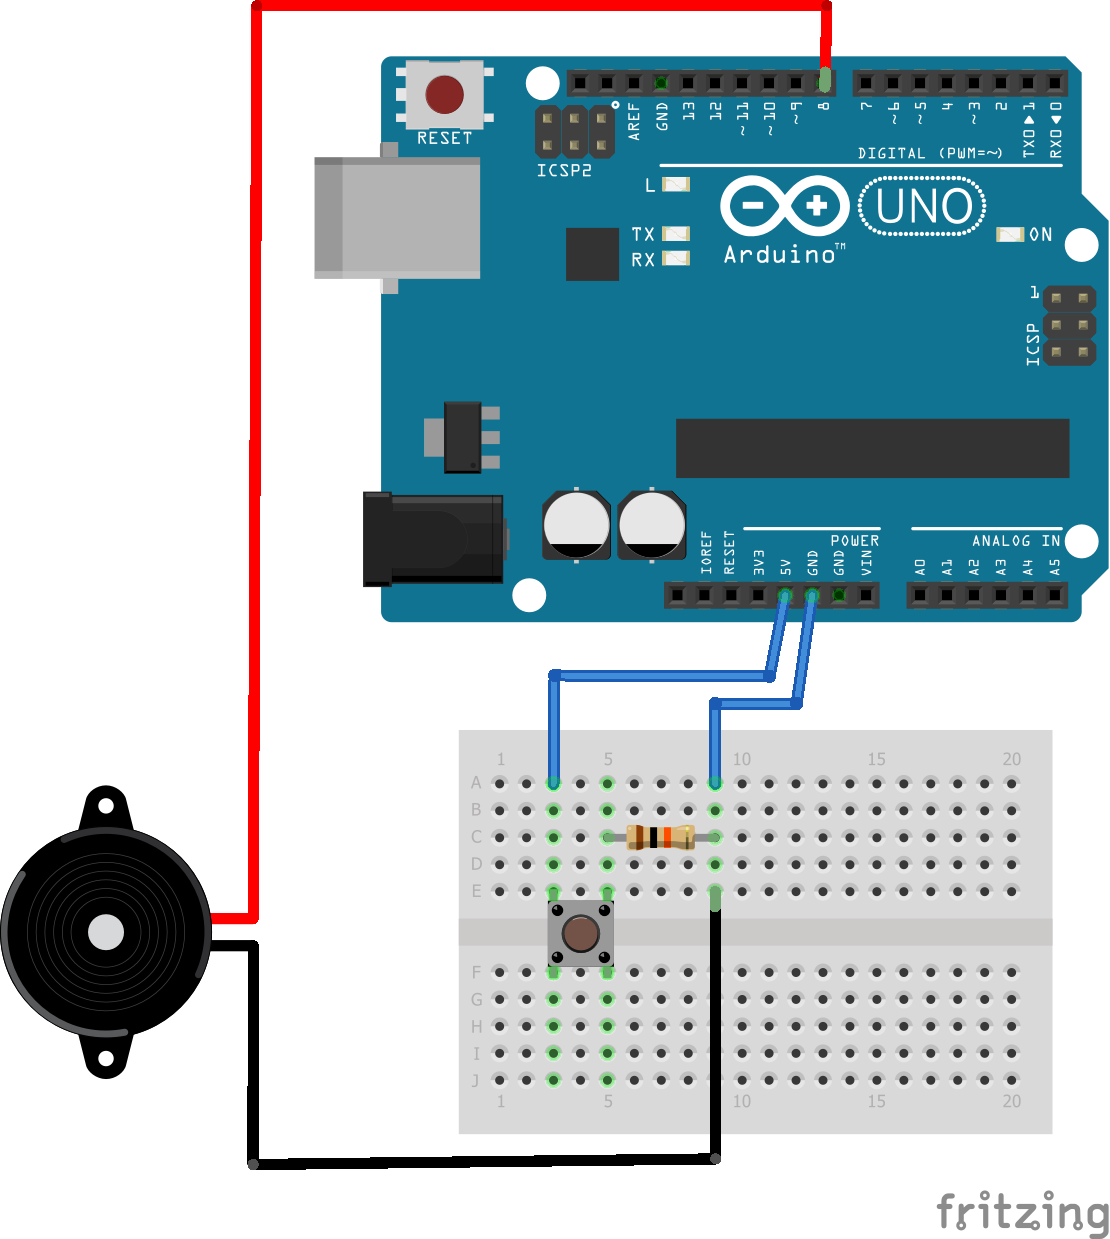 RESET
ICSP2
AREF
GND
13
12
~11
~10
~9
8
7
~6
~5
4
~3
2
TX0▶1
RX0◀0
DIGITAL (PWM=~)
L
TX
RX
Arduino™
UNO
ON
1
ICSP
IOREF
RESET
3V3
5V
GND
GND
VIN
POWER
ANALOG IN
A0
A1
A2
A3
A4
A5
1 5 10 15 20
A
B
C
D
E
F
G
H
I
J
1 5 10 15 20
fritzing